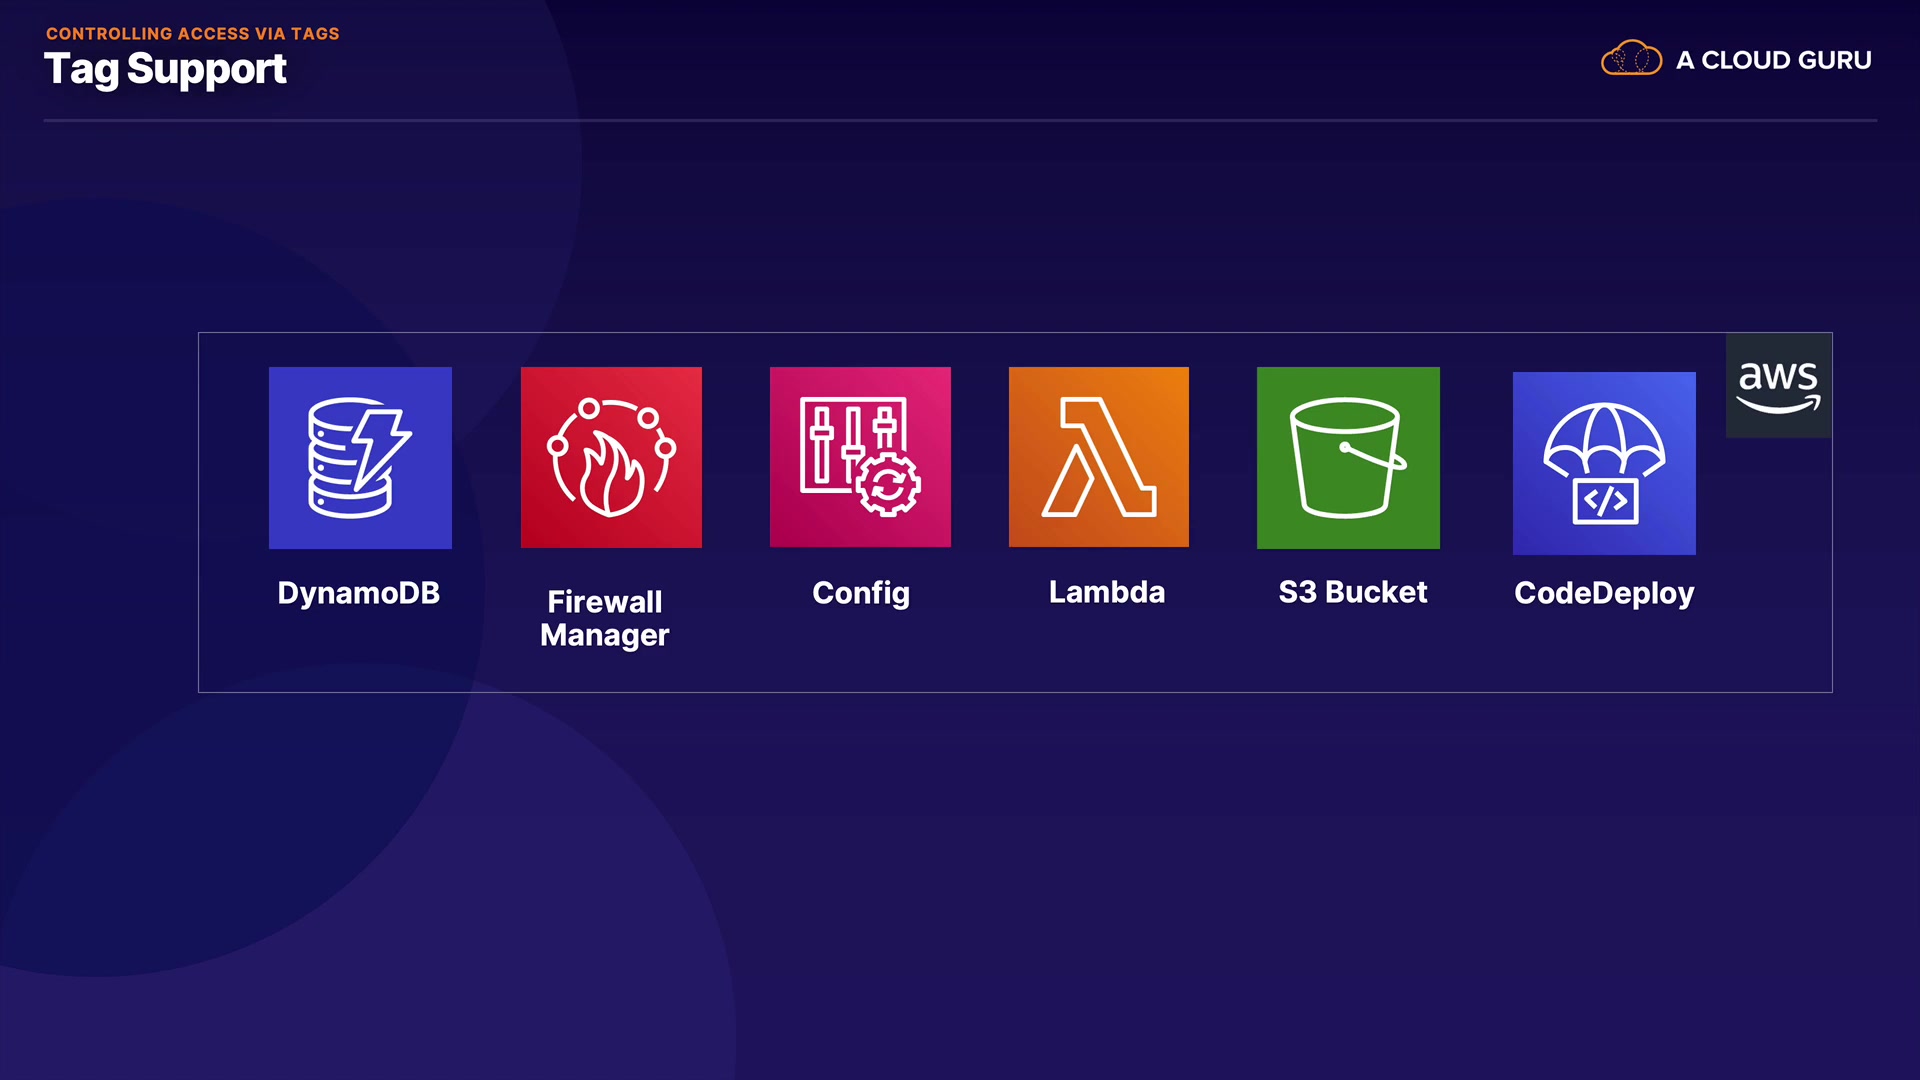 CONTROLLING ACCESS VIA TAGS
Tag Support
A CLOUD GURU
aws
</>
DynamoDB
Firewall
Manager
Config
Lambda
S3 Bucket
CodeDeploy